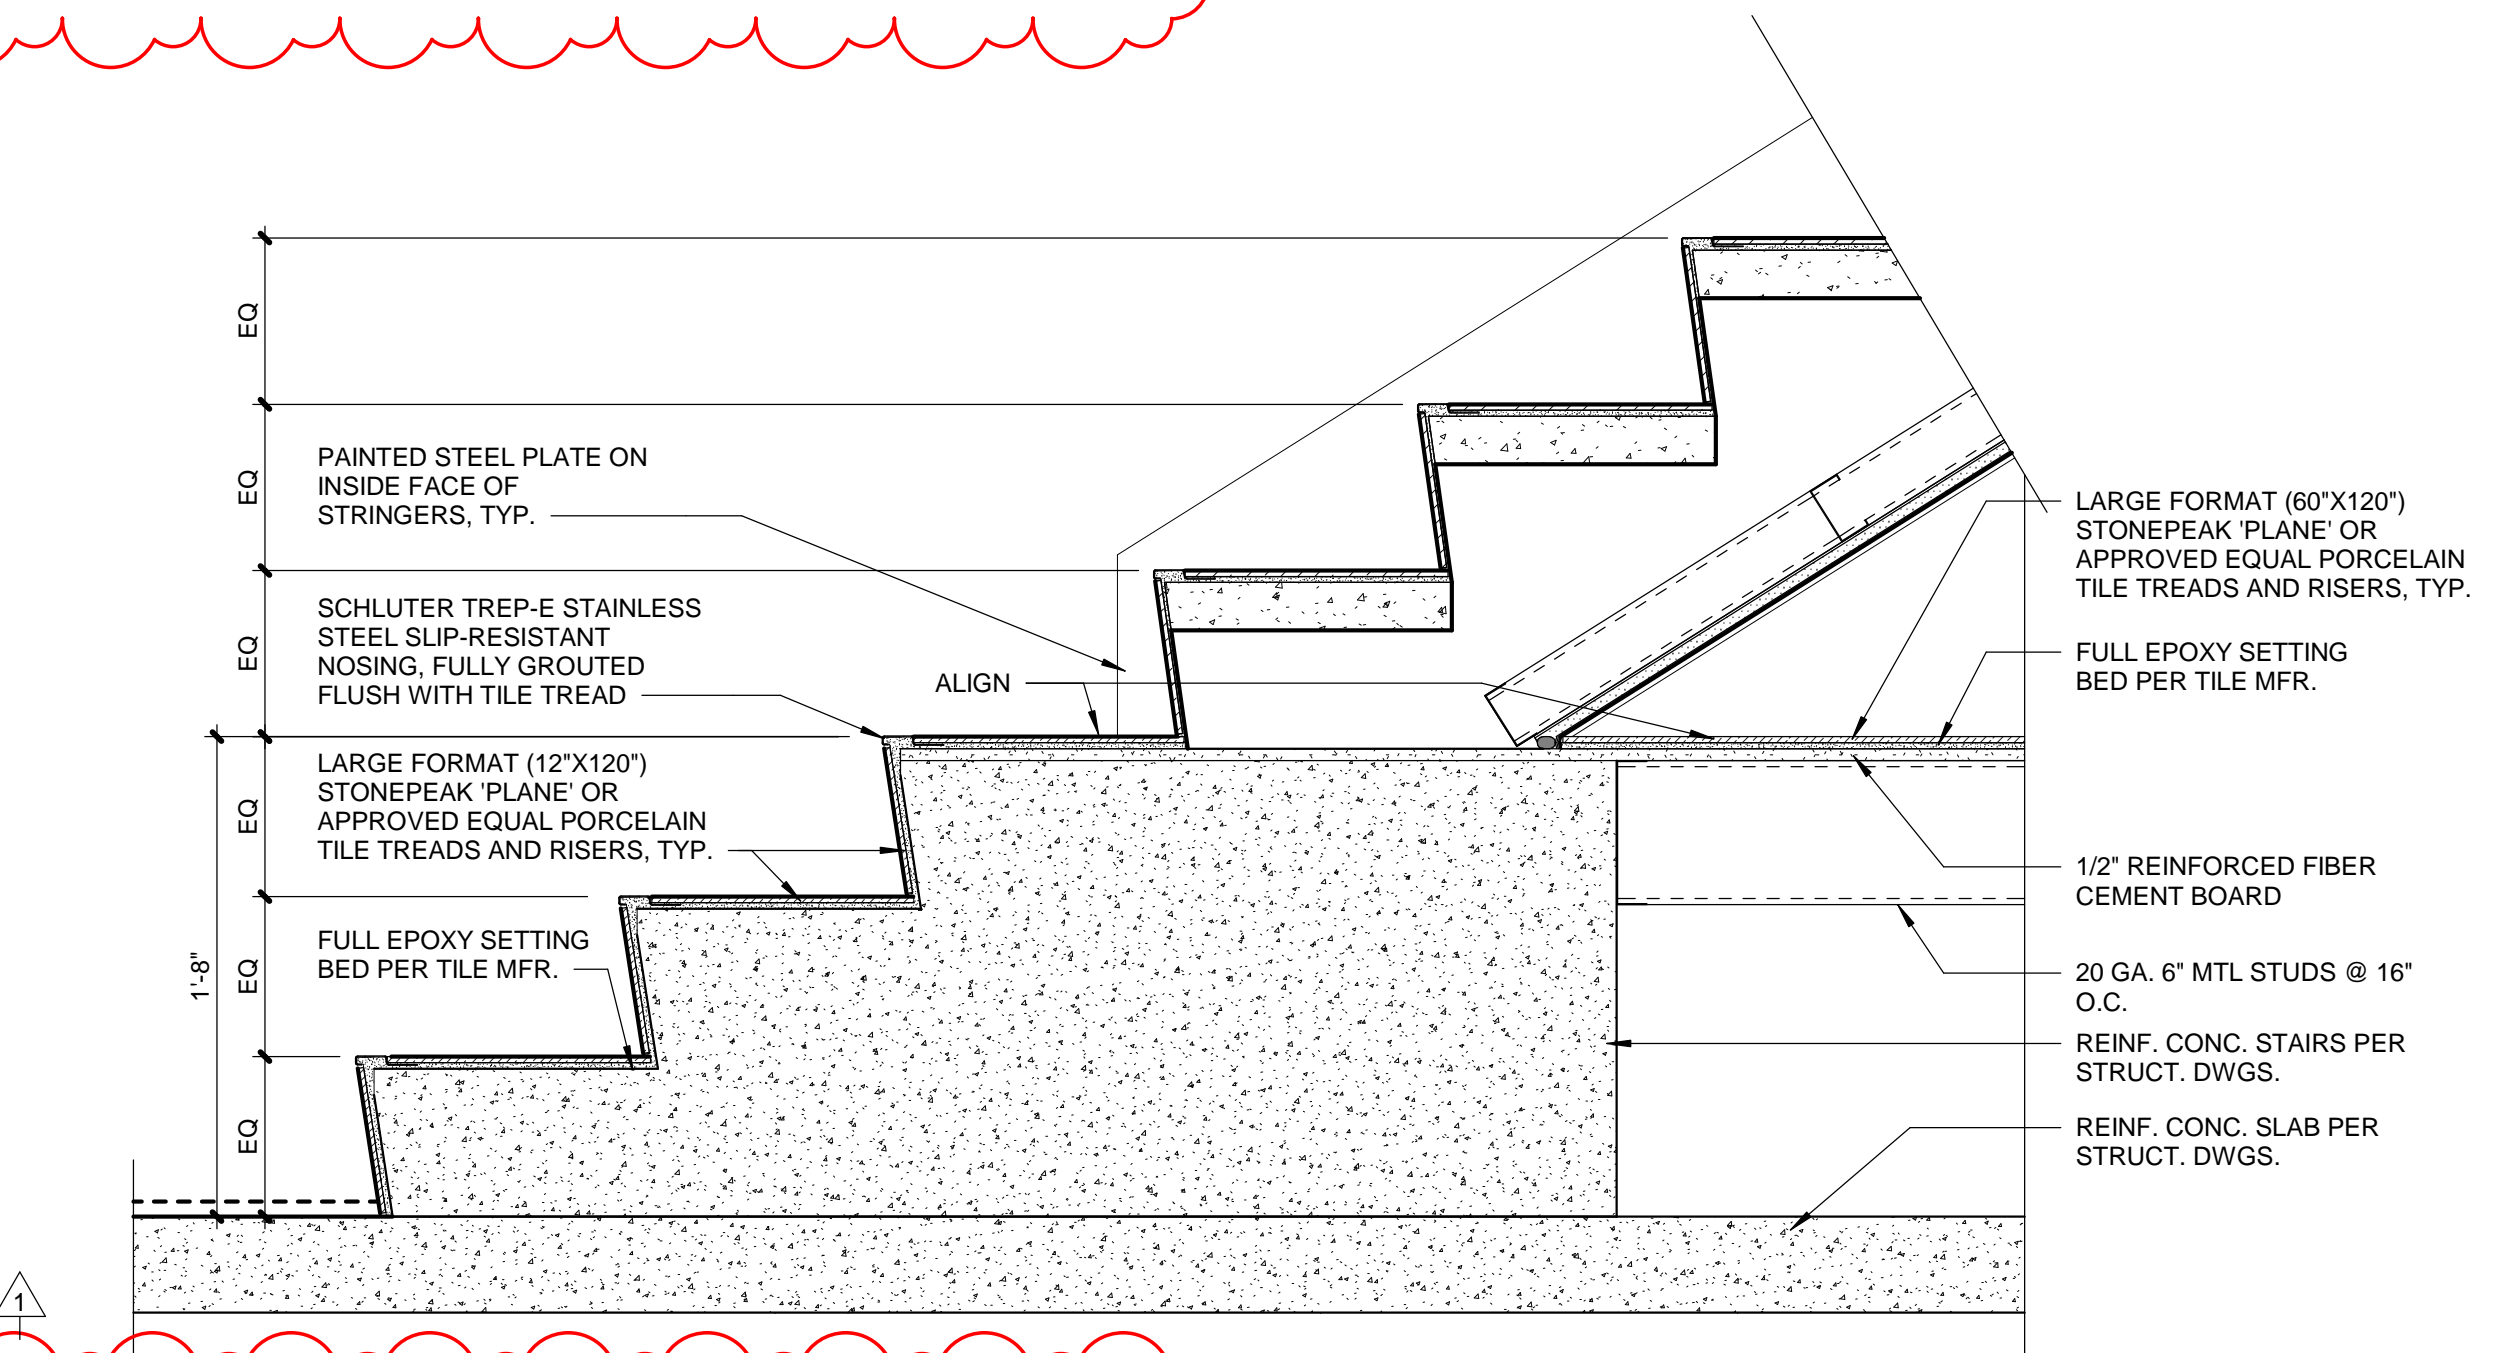 EQ
EQ
EQ
EQ
EQ
EQ
1'-8"
PAINTED STEEL PLATE ON
INSIDE FACE OF
STRINGERS, TYP.
SCHLUTER TREP-E STAINLESS
STEEL SLIP-RESISTANT
NOSING, FULLY GROUTED
FLUSH WITH TILE TREAD
ALIGN
LARGE FORMAT (12"X120")
STONEPEAK 'PLANE' OR
APPROVED EQUAL PORCELAIN
TILE TREADS AND RISERS, TYP.
FULL EPOXY SETTING
BED PER TILE MFR.
LARGE FORMAT (60"X120")
STONEPEAK 'PLANE' OR
APPROVED EQUAL PORCELAIN
TILE TREADS AND RISERS, TYP.
FULL EPOXY SETTING
BED PER TILE MFR.
1/2" REINFORCED FIBER
CEMENT BOARD
20 GA. 6" MTL STUDS @ 16"
O.C.
REINF. CONC. STAIRS PER
STRUCT. DWGS.
REINF. CONC. SLAB PER
STRUCT. DWGS.
1